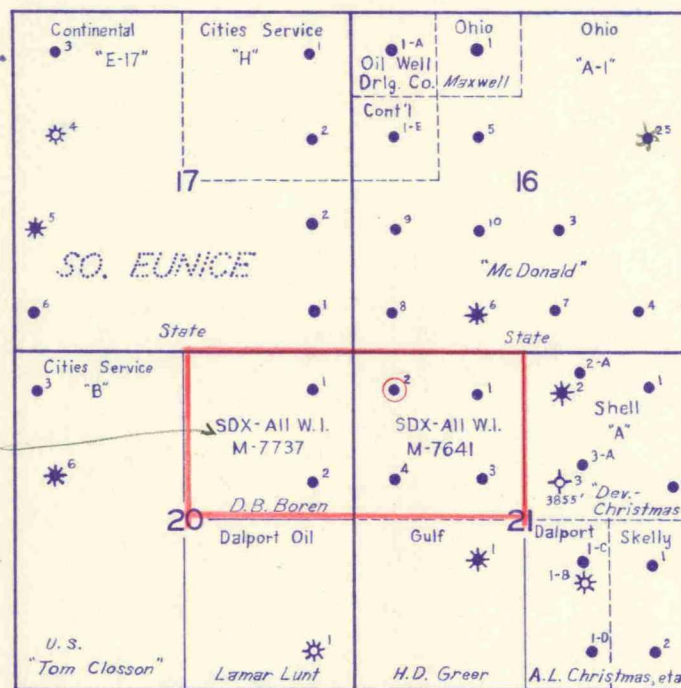 Continental
"E-17"
3
4
5
6
Cities Service
"H"
1
2
2
1
17
SO. EUNICE
State
1-A
Oil Well
Drlg. Co.
Cont'l
1-E
Ohio
1
Maxwell
5
Ohio
"A-1"
25
16
9
10
3
"McDonald"
8
6
7
4
State
Cities Service
"B"
3
6
20
U.S.
"Tom Closson"
1
SDX-All W.I.
M-7737
2
D.B. Boren
2
1
SDX-All W.I.
M-7641
4
3
21
2-A
2
1
Shell
"A"
3-A
3
3855'
"Dev.-
Christmas"
Dalport Oil
1
Lamar Lunt
Gulf
1
H.D. Greer
Dalport
1-C
1-B
1-D
Skelly
1
2
A.L. Christmas, eta